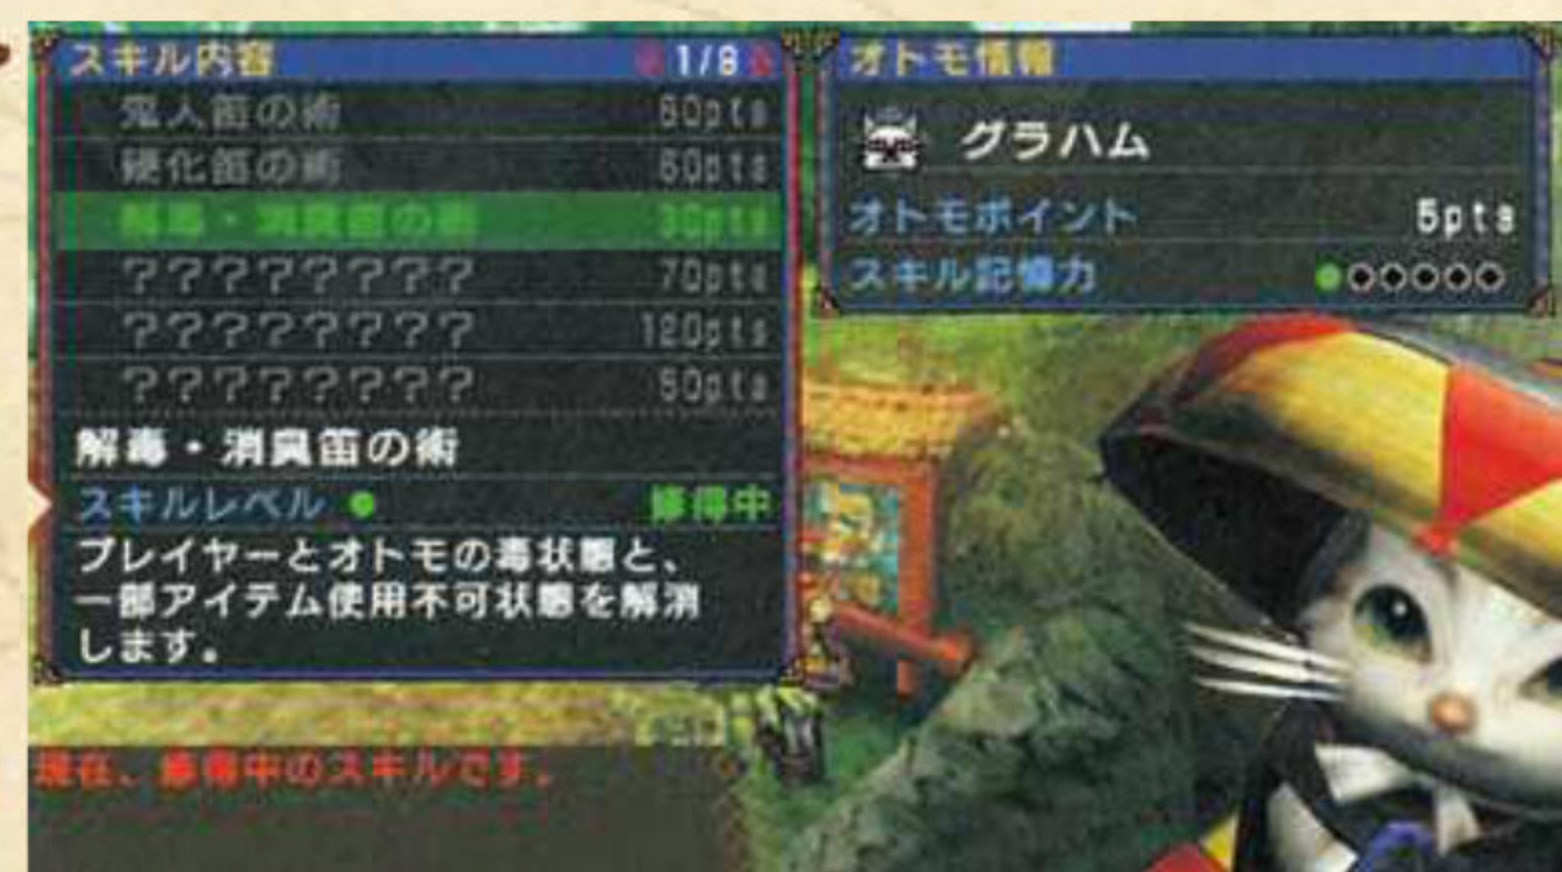 スキル内容 1/8
鬼人笛の術 60pts
硬化笛の術 60pts
解毒・消臭笛の術 30pts
????????? 70pts
????????? 120pts
????????? 50pts
解毒・消臭笛の術
スキルレベル ● 修得中
プレイヤーとオトモの毒状態と、
一部アイテム使用不可状態を解消
します。
現在、修得中のスキルです。
オトモ情報
グラハム
オトモポイント 5pts
スキル記憶力